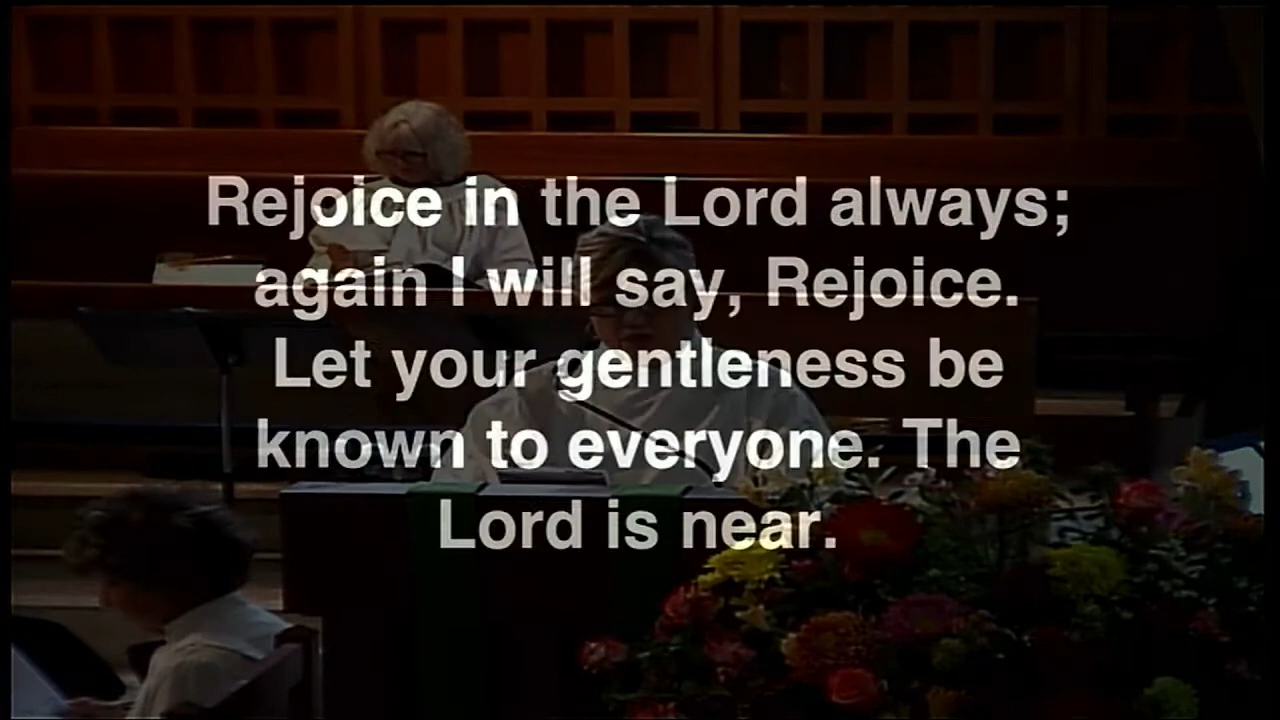 Rejoice in the Lord always;
again I will say, Rejoice.
Let your gentleness be
known to everyone. The
Lord is near.